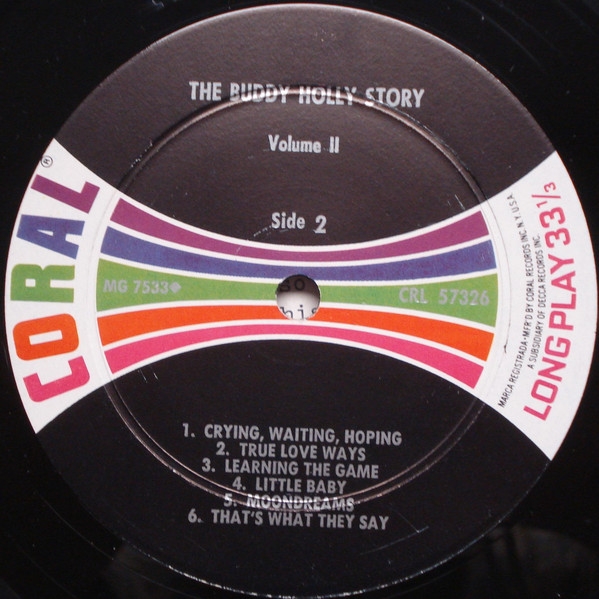 THE BUDDY HOLLY STORY
Volume II
Side 2
CORAL®
MG 7533◆
CRL 57326
so
his
LONG PLAY 33⅓
MARCA REGISTRADA·MFR'D BY CORAL RECORDS INC. N.Y. U.S.A.
A SUBSIDIARY OF DECCA RECORDS INC.
1. CRYING, WAITING, HOPING
2. TRUE LOVE WAYS
3. LEARNING THE GAME
4. LITTLE BABY
5. MOONDREAMS
6. THAT'S WHAT THEY SAY